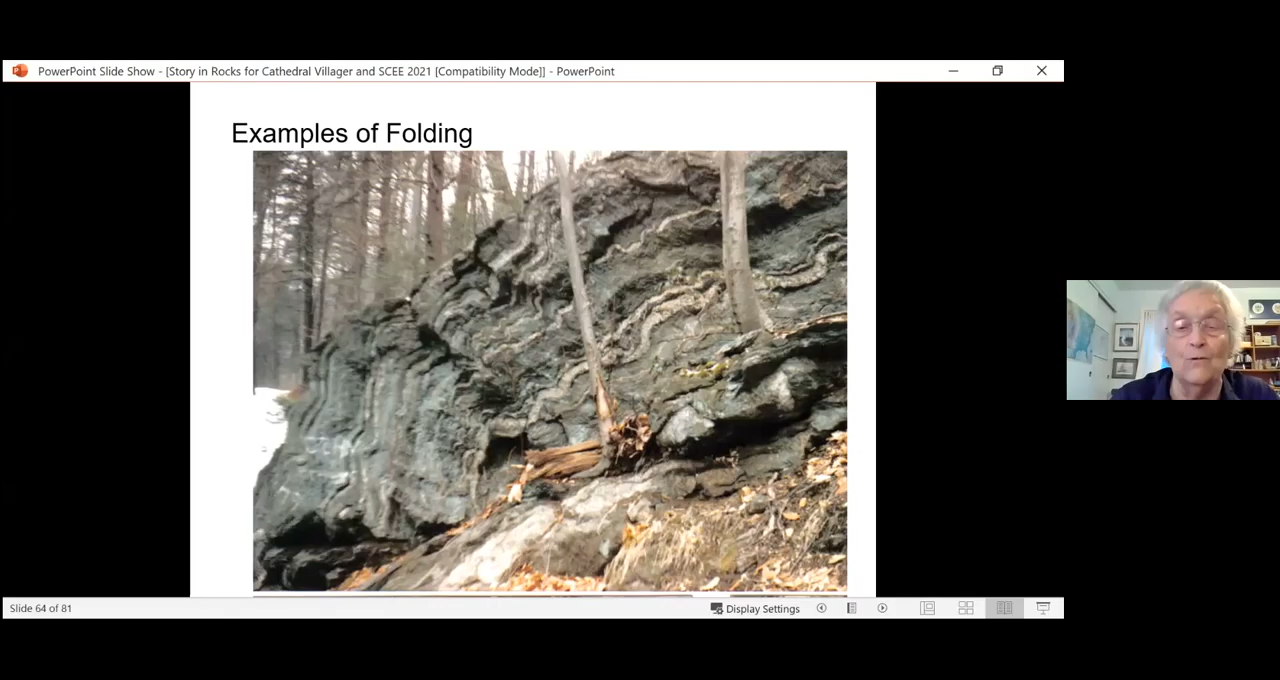 PowerPoint Slide Show - [Story in Rocks for Cathedral Villager and SCEE 2021 [Compatibility Mode]] - PowerPoint
Examples of Folding
Slide 64 of 81
Display Settings